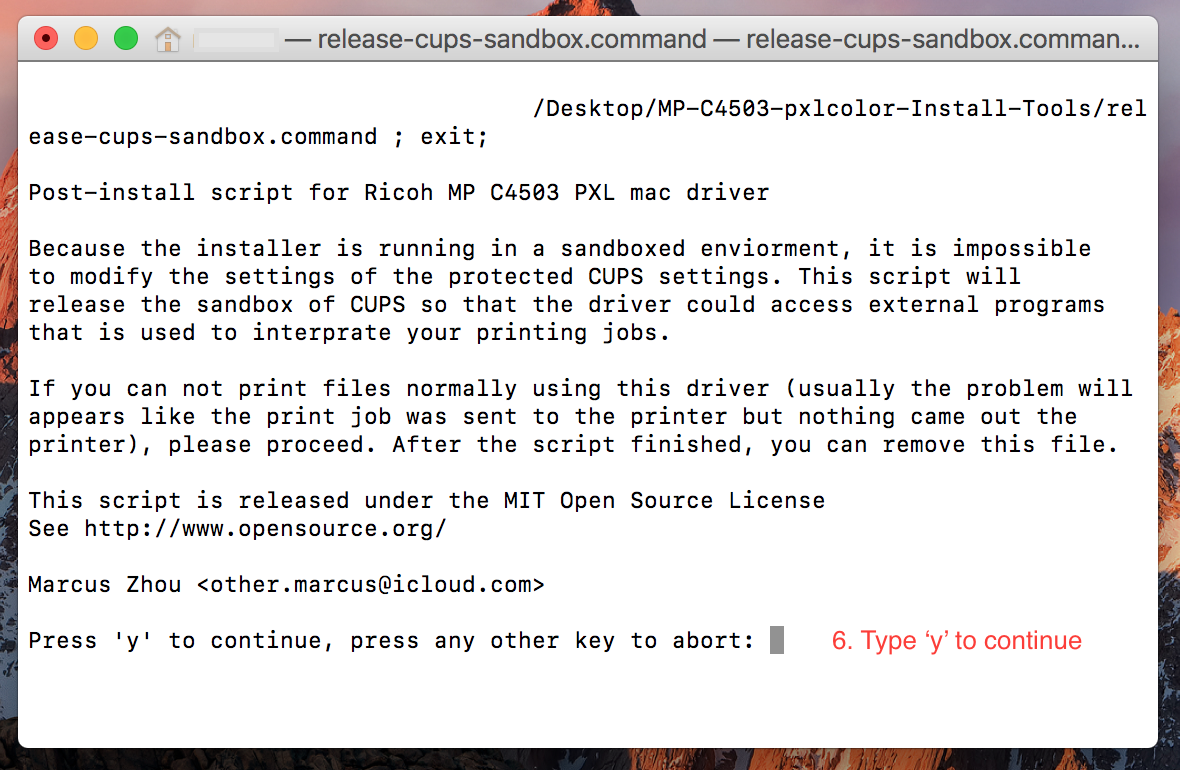 — release-cups-sandbox.command — release-cups-sandbox.comman...
/Desktop/MP-C4503-pxlcolor-Install-Tools/rel
ease-cups-sandbox.command ; exit;
Post-install script for Ricoh MP C4503 PXL mac driver
Because the installer is running in a sandboxed enviorment, it is impossible
to modify the settings of the protected CUPS settings. This script will
release the sandbox of CUPS so that the driver could access external programs
that is used to interprate your printing jobs.
If you can not print files normally using this driver (usually the problem will
appears like the print job was sent to the printer but nothing came out the
printer), please proceed. After the script finished, you can remove this file.
This script is released under the MIT Open Source License
See http://www.opensource.org/
Marcus Zhou <other.marcus@icloud.com>
Press 'y' to continue, press any other key to abort: 6. Type ‘y’ to continue